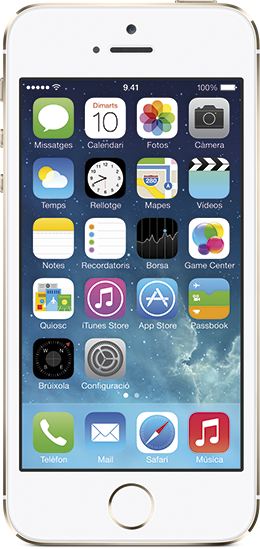 9.41 100%
Dimarts
10
Missatges Calendari Fotos Càmera
280
Temps Rellotge Mapes Vídeos
Notes Recordatoris Borsa Game Center
Quiosc iTunes Store App Store Passbook
Brúixola Configuració
Telèfon Mail Safari Música